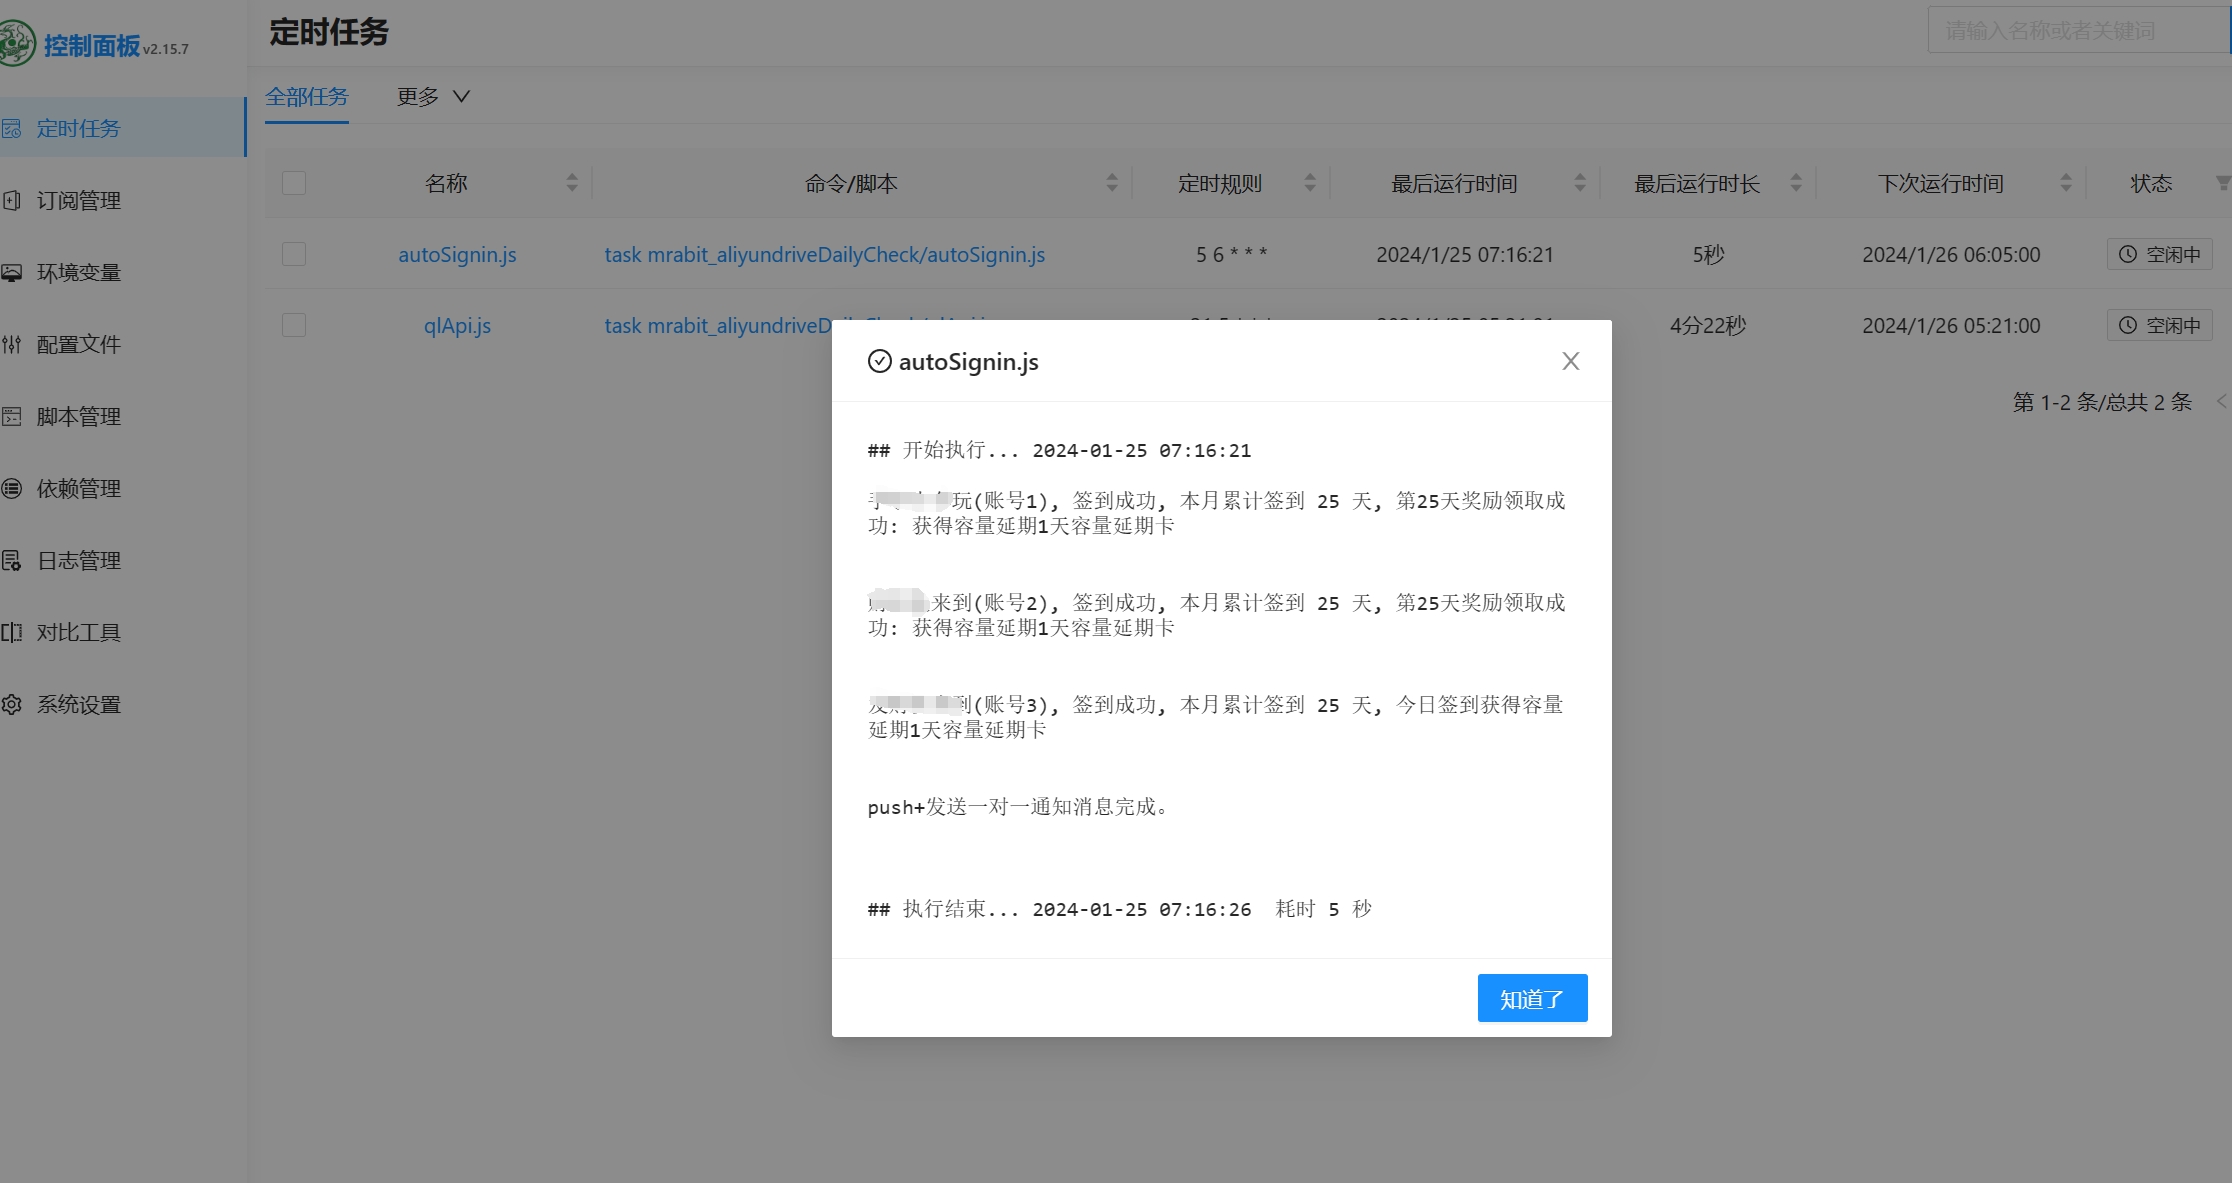 控制面板 v2.15.7
定时任务
请输入名称或者关键词
全部任务 更多
定时任务
订阅管理
环境变量
配置文件
脚本管理
依赖管理
日志管理
对比工具
系统设置
名称 命令/脚本 定时规则 最后运行时间 最后运行时长 下次运行时间 状态
autoSignin.js task mrabit_aliyundriveDailyCheck/autoSignin.js 5 6 * * * 2024/1/25 07:16:21 5秒 2024/1/26 06:05:00 空闲中
qlApi.js task 4分22秒 2024/1/26 05:21:00 空闲中
第 1-2 条/总共 2 条
autoSignin.js
## 开始执行... 2024-01-25 07:16:21
玩(账号1), 签到成功, 本月累计签到 25 天, 第25天奖励领取成
功: 获得容量延期1天容量延期卡
来到(账号2), 签到成功, 本月累计签到 25 天, 第25天奖励领取成
功: 获得容量延期1天容量延期卡
到(账号3), 签到成功, 本月累计签到 25 天, 今日签到获得容量
延期1天容量延期卡
push+发送一对一通知消息完成。
## 执行结束... 2024-01-25 07:16:26 耗时 5 秒
知道了